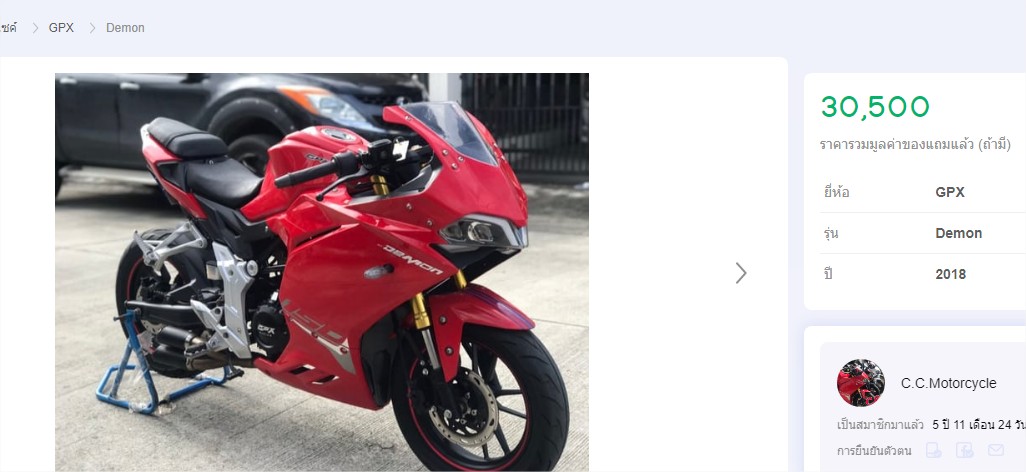 GPX
Demon
30,500
ราคารวมมูลค่าของแถมแล้ว (ถ้ามี)
ยี่ห้อ GPX
รุ่น Demon
ปี 2018
DEMON
GPX
C.C.Motorcycle
เป็นสมาชิกมาแล้ว 5 ปี 11 เดือน 24 วัน
การยืนยันตัวตน